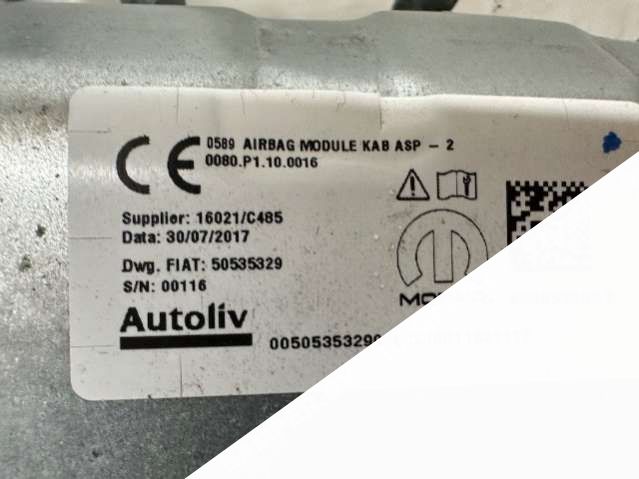 CE 0589 AIRBAG MODULE KAB ASP - 2
0080.P1.10.0016
Supplier: 16021/C485
Data: 30/07/2017
Dwg. FIAT: 50535329
S/N: 00116
Autoliv